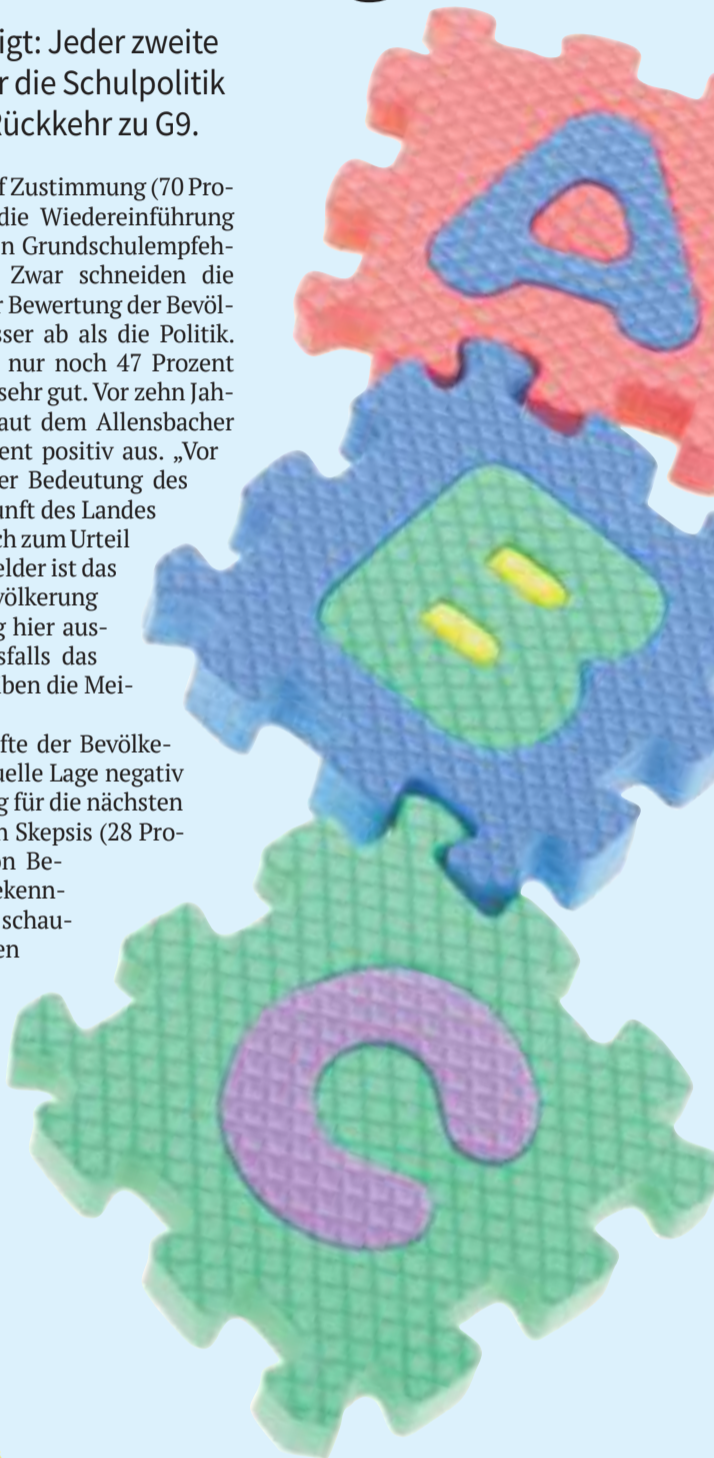 igt: Jeder zweite
r die Schulpolitik
Rückkehr zu G9.
f Zustimmung (70 Pro-
die Wiedereinführung
n Grundschulempfeh-
Zwar schneiden die
r Bewertung der Bevöl-
sser ab als die Politik.
nur noch 47 Prozent
sehr gut. Vor zehn Jah-
aut dem Allensbacher
ent positiv aus. „Vor
er Bedeutung des
unft des Landes
ch zum Urteil
elder ist das
völkerung
g hier aus-
sfalls das
ben die Mei-
fte der Bevölke-
uelle Lage negativ
g für die nächsten
n Skepsis (28 Pro-
on Be-
ekenn-
schau-
en
A
B
C